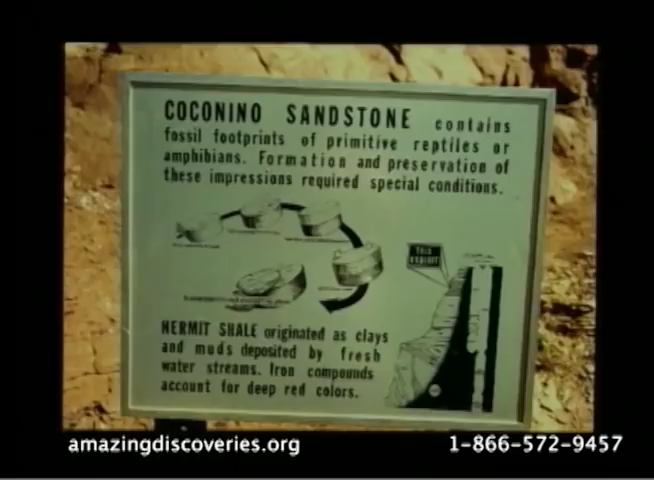 COCONINO SANDSTONE contains
fossil footprints of primitive reptiles or
amphibians. Formation and preservation of
these impressions required special conditions.
THIS
EXHIBIT
HERMIT SHALE originated as clays
and muds deposited by fresh
water streams. Iron compounds
account for deep red colors.
amazingdiscoveries.org
1-866-572-9457